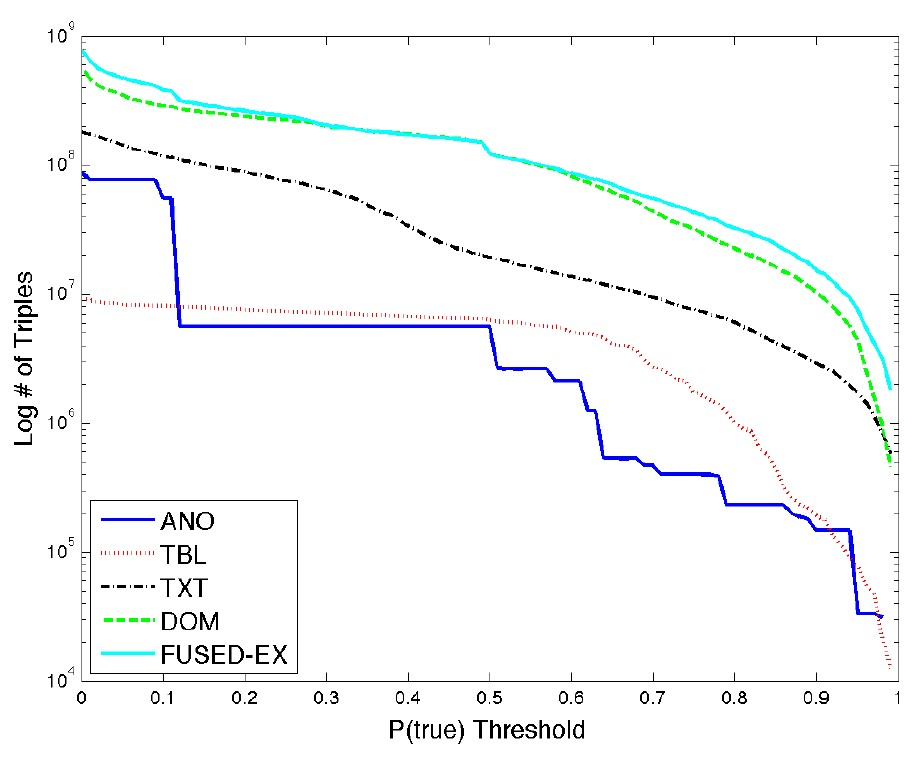 10^9
10^8
10^7
10^6
10^5
10^4
Log # of Triples
ANO
TBL
TXT
DOM
FUSED-EX
0 0.1 0.2 0.3 0.4 0.5 0.6 0.7 0.8 0.9 1
P(true) Threshold